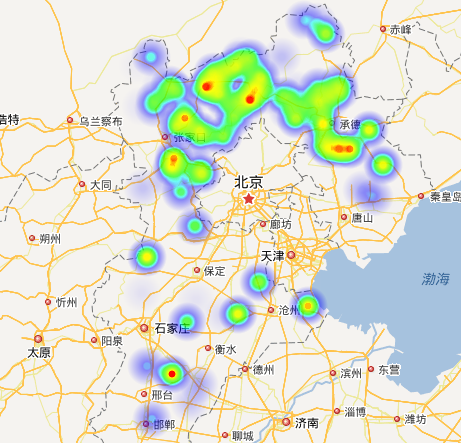 赤峰
浩特
乌兰察布
张家口
承德
大同
北京
秦皇岛
唐山
廊坊
朔州
天津
渤海
保定
忻州
沧州
石家庄
太原
阳泉
衡水
德州
滨州
东营
邢台
淄博
潍坊
济南
邯郸
聊城